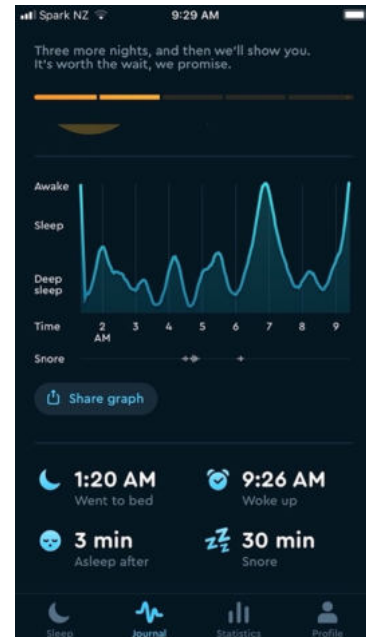 Spark NZ 9:29 AM
Three more nights, and then we'll show you.
It's worth the wait, we promise.
Awake
Sleep
Deep
sleep
Time 2 3 4 5 6 7 8 9
AM
Snore
Share graph
1:20 AM 9:26 AM
Went to bed Woke up
3 min 30 min
Asleep after Snore
Sleep Journal Statistics Profile